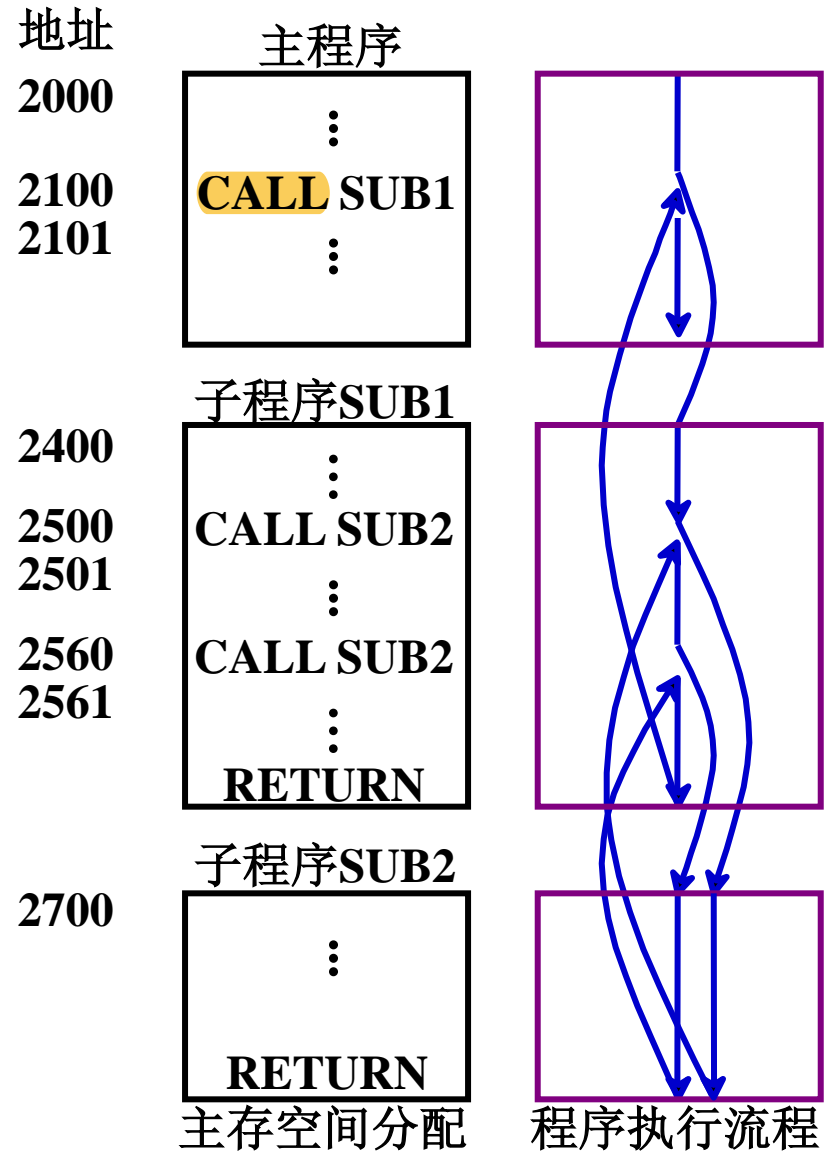 地址
主程序
2000
⋮
2100 CALL SUB1
2101
⋮
子程序SUB1
2400
⋮
2500 CALL SUB2
2501
⋮
2560 CALL SUB2
2561
⋮
RETURN
子程序SUB2
2700
⋮
RETURN
主存空间分配 程序执行流程